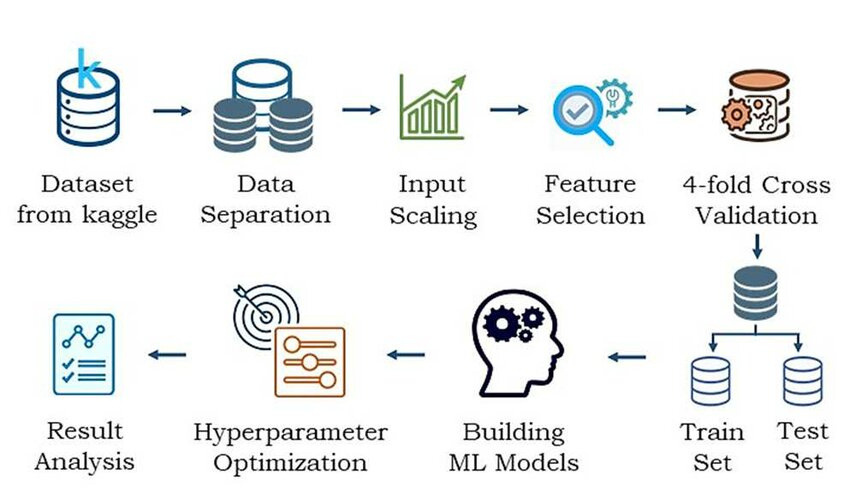 k
Dataset
from kaggle
Data
Separation
Input
Scaling
Feature
Selection
4-fold Cross
Validation
Train
Set
Test
Set
Building
ML Models
Hyperparameter
Optimization
Result
Analysis